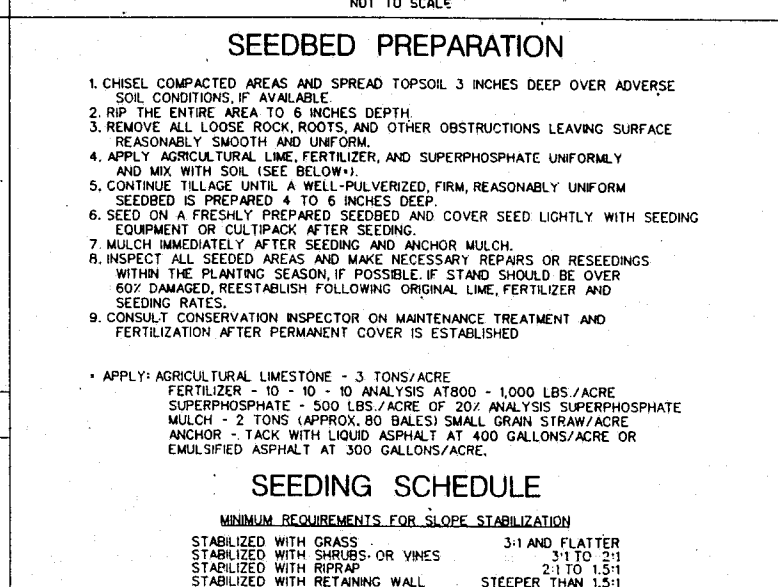 NOT TO SCALE
SEEDBED PREPARATION
1. CHISEL COMPACTED AREAS AND SPREAD TOPSOIL 3 INCHES DEEP OVER ADVERSE
SOIL CONDITIONS, IF AVAILABLE.
2. RIP THE ENTIRE AREA TO 6 INCHES DEPTH.
3. REMOVE ALL LOOSE ROCK, ROOTS, AND OTHER OBSTRUCTIONS LEAVING SURFACE
REASONABLY SMOOTH AND UNIFORM.
4. APPLY AGRICULTURAL LIME, FERTILIZER, AND SUPERPHOSPHATE UNIFORMLY
AND MIX WITH SOIL (SEE BELOW*).
5. CONTINUE TILLAGE UNTIL A WELL-PULVERIZED, FIRM, REASONABLY UNIFORM
SEEDBED IS PREPARED 4 TO 6 INCHES DEEP.
6. SEED ON A FRESHLY PREPARED SEEDBED AND COVER SEED LIGHTLY WITH SEEDING
EQUIPMENT OR CULTIPACK AFTER SEEDING.
7. MULCH IMMEDIATELY AFTER SEEDING AND ANCHOR MULCH.
8. INSPECT ALL SEEDED AREAS AND MAKE NECESSARY REPAIRS OR RESEEDINGS
WITHIN THE PLANTING SEASON, IF POSSIBLE. IF STAND SHOULD BE OVER
60% DAMAGED, REESTABLISH FOLLOWING ORIGINAL LIME, FERTILIZER AND
SEEDING RATES.
9. CONSULT CONSERVATION INSPECTOR ON MAINTENANCE TREATMENT AND
FERTILIZATION AFTER PERMANENT COVER IS ESTABLISHED
* APPLY: AGRICULTURAL LIMESTONE - 3 TONS/ACRE
FERTILIZER - 10 - 10 - 10 ANALYSIS AT800 - 1,000 LBS./ACRE
SUPERPHOSPHATE - 500 LBS./ACRE OF 20% ANALYSIS SUPERPHOSPHATE
MULCH - 2 TONS (APPROX. 80 BALES) SMALL GRAIN STRAW/ACRE
ANCHOR - TACK WITH LIQUID ASPHALT AT 400 GALLONS/ACRE OR
EMULSIFIED ASPHALT AT 300 GALLONS/ACRE.
SEEDING SCHEDULE
MINIMUM REQUIREMENTS FOR SLOPE STABILIZATION
STABILIZED WITH GRASS 3:1 AND FLATTER
STABILIZED WITH SHRUBS OR VINES 3:1 TO 2:1
STABILIZED WITH RIPRAP 2:1 TO 1.5:1
STABILIZED WITH RETAINING WALL STEEPER THAN 1.5:1